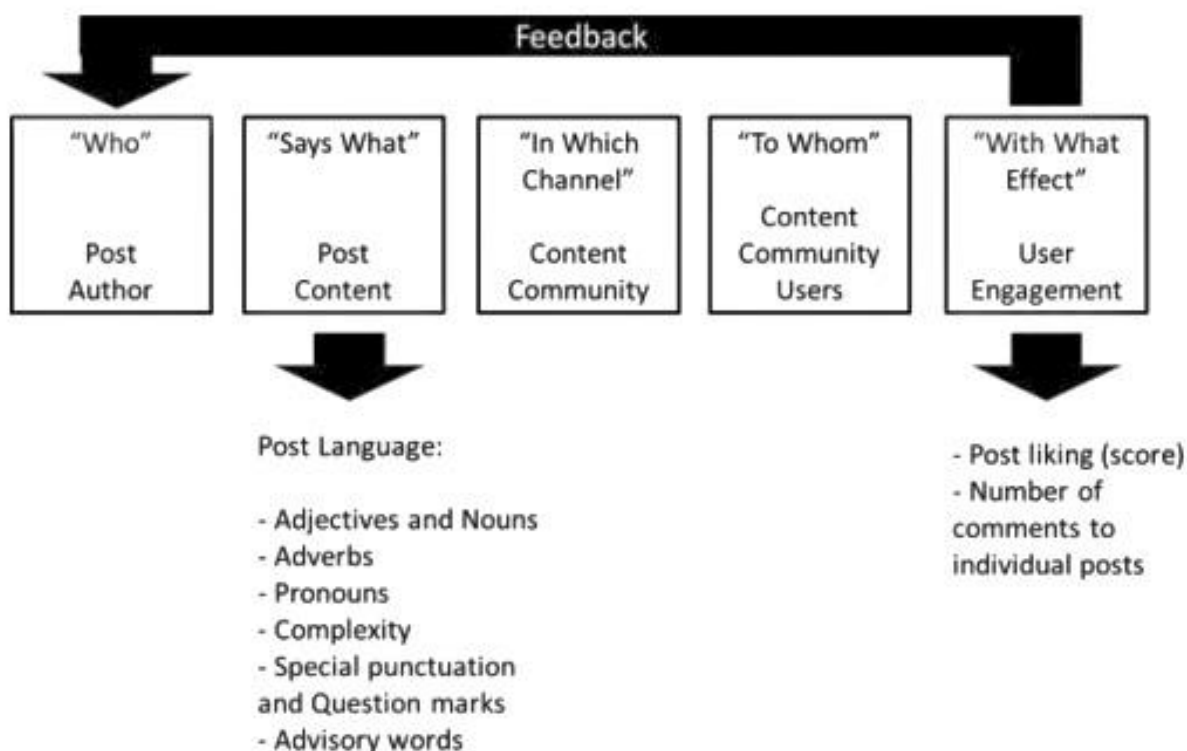 Feedback
“Who”
Post
Author
“Says What”
Post
Content
“In Which
Channel”
Content
Community
“To Whom”
Content
Community
Users
“With What
Effect”
User
Engagement
Post Language:
- Adjectives and Nouns
- Adverbs
- Pronouns
- Complexity
- Special punctuation
and Question marks
- Advisory words
- Post liking (score)
- Number of
comments to
individual posts